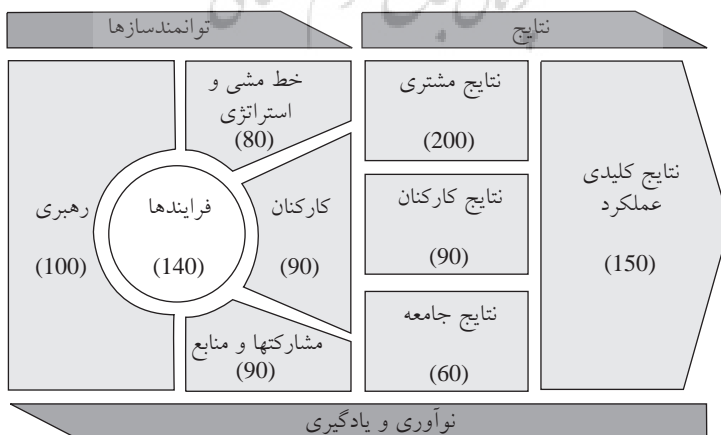 توانمندسازها
نتایج
رهبری
(100)
خط مشی و
استراتژی
(80)
فرایندها
(140)
کارکنان
(90)
مشارکتها و منابع
(90)
نتایج مشتری
(200)
نتایج کارکنان
(90)
نتایج جامعه
(60)
نتایج کلیدی
عملکرد
(150)
نوآوری و یادگیری